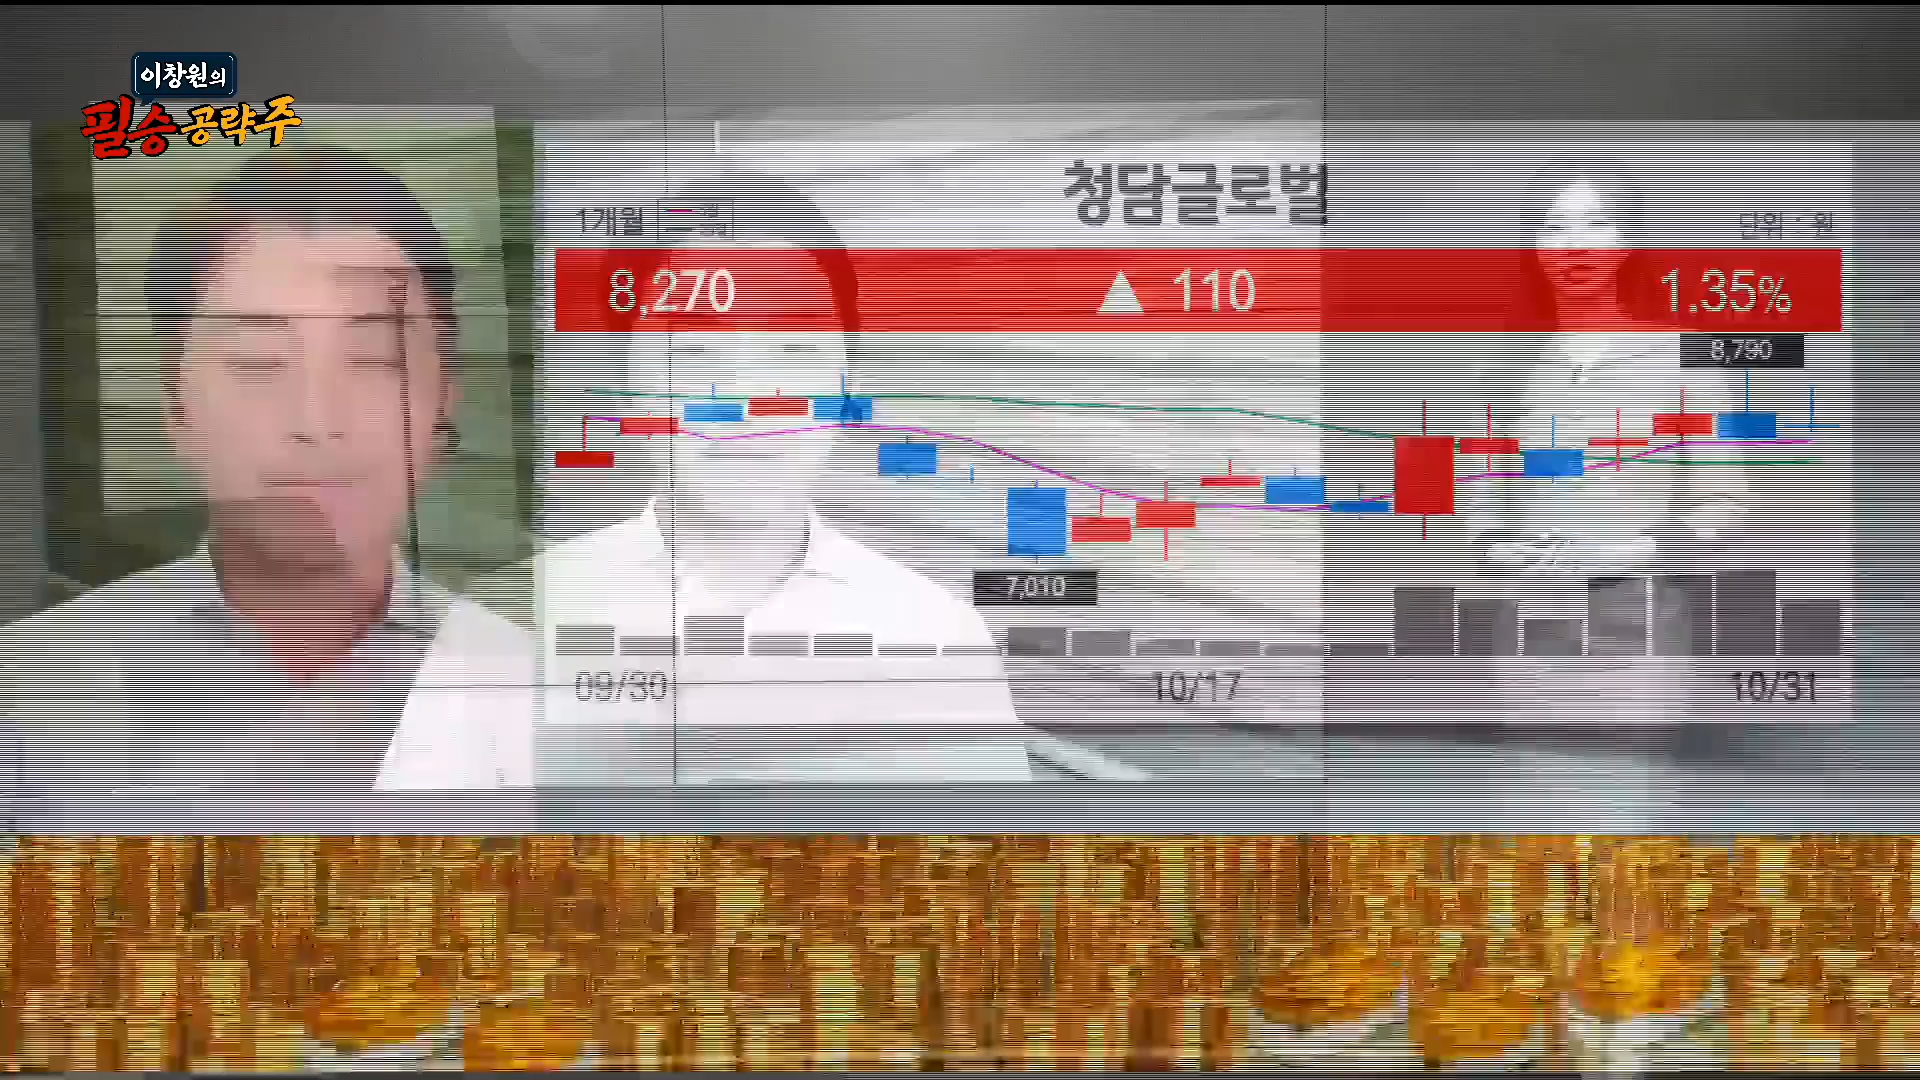 이창원의
필승 공략주
청담글로벌
1개월
단위 : 원
8,270 ▲ 110 1.35%
8,790
7,010
09/30 10/17 10/31